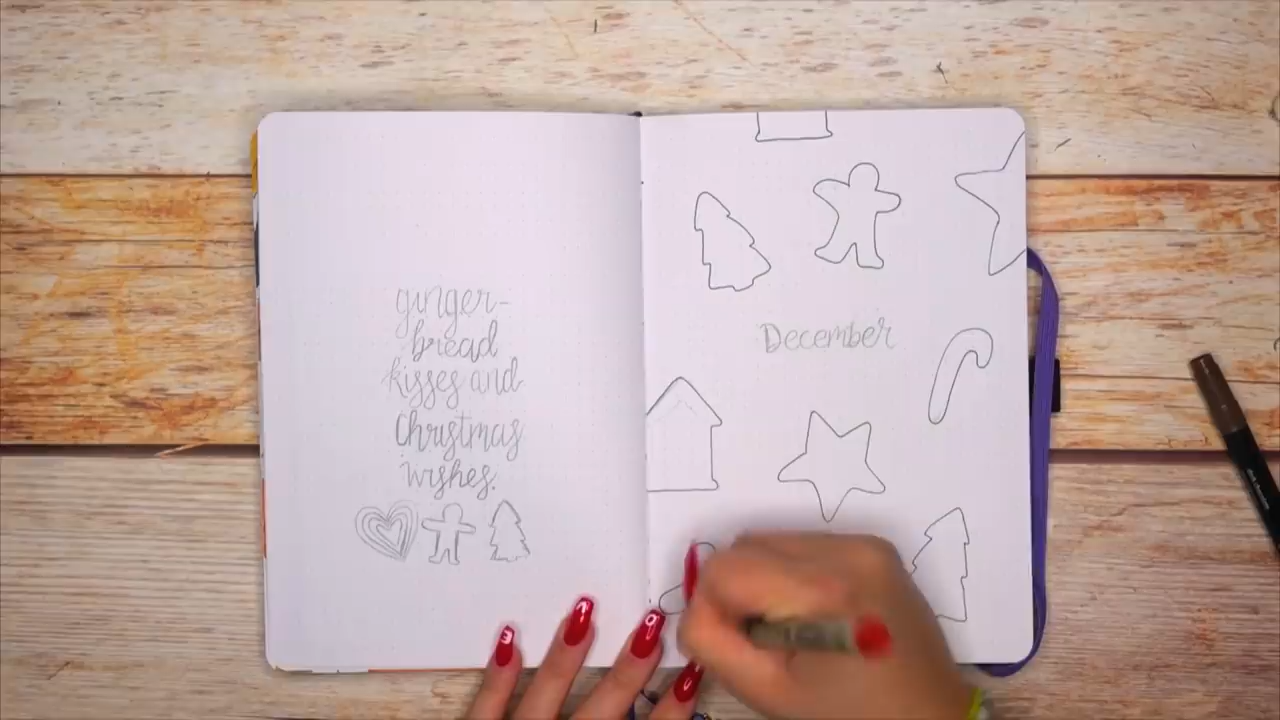 ginger-
bread
kisses and
Christmas
wishes.
December